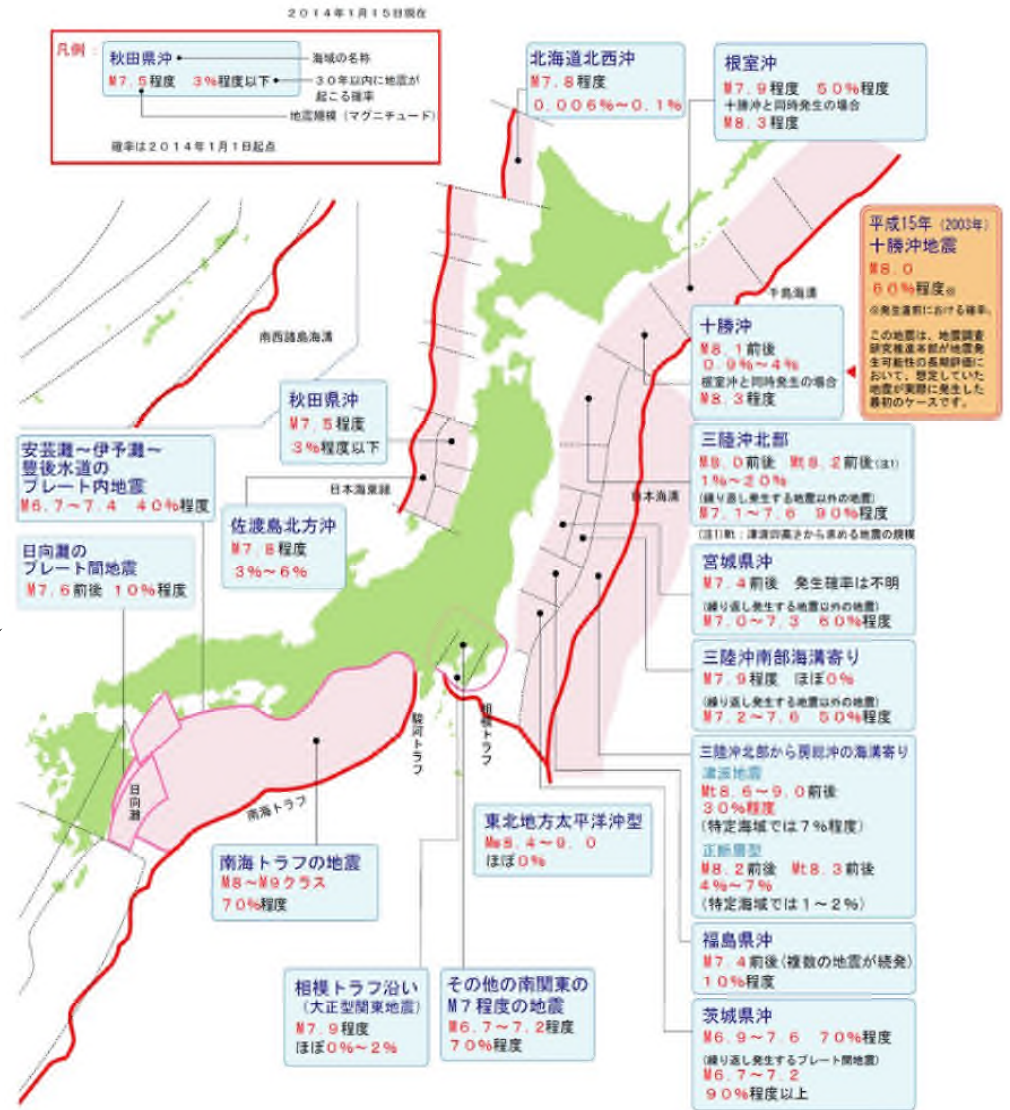 2014年1月15日現在
凡例：
秋田県沖
M7.5程度 3%程度以下
海域の名称
30年以内に地震が
起こる確率
地震規模（マグニチュード）
確率は2014年1月1日起点
北海道北西沖
M7.8程度
0.006%～0.1%
根室沖
M7.9程度 50%程度
十勝沖と同時発生の場合
M8.3程度
平成15年（2003年）
十勝沖地震
M8.0
60%程度※
※発生直前における確率。
この地震は、地震調査
研究推進本部が地震発
生可能性の長期評価に
おいて、想定していた
地震が実際に発生した
最初のケースです。
千島海溝
十勝沖
M8.1前後
0.9%～4%
根室沖と同時発生の場合
M8.3程度
南西諸島海溝
秋田県沖
M7.5程度
3%程度以下
安芸灘～伊予灘～
豊後水道の
プレート内地震
M6.7～7.4 40%程度
日本海東縁
佐渡島北方沖
M7.8程度
3%～6%
日本海溝
三陸沖北部
M8.0前後 Mt8.2前後(注1)
1%～20%
(繰り返し発生する地震以外の地震)
M7.1～7.6 90%程度
(注1)Mt：津波の高さから求める地震の規模
日向灘の
プレート間地震
M7.6前後 10%程度
宮城県沖
M7.4前後 発生確率は不明
(繰り返し発生する地震以外の地震)
M7.0～7.3 60%程度
三陸沖南部海溝寄り
M7.9程度 ほぼ0%
(繰り返し発生する地震以外の地震)
M7.2～7.6 50%程度
駿河トラフ
相模トラフ
日向灘
南海トラフ
三陸沖北部から房総沖の海溝寄り
津波地震
Mt8.6～9.0前後
30%程度
(特定海域では7%程度)
正断層型
M8.2前後 Mt8.3前後
4%～7%
(特定海域では1～2%)
東北地方太平洋沖型
Mw8.4～9.0
ほぼ0%
南海トラフの地震
M8～M9クラス
70%程度
福島県沖
M7.4前後(複数の地震が続発)
10%程度
相模トラフ沿い
（大正型関東地震）
M7.9程度
ほぼ0%～2%
その他の南関東の
M7程度の地震
M6.7～7.2程度
70%程度
茨城県沖
M6.9～7.6 70%程度
(繰り返し発生するプレート間地震)
M6.7～7.2
90%程度以上